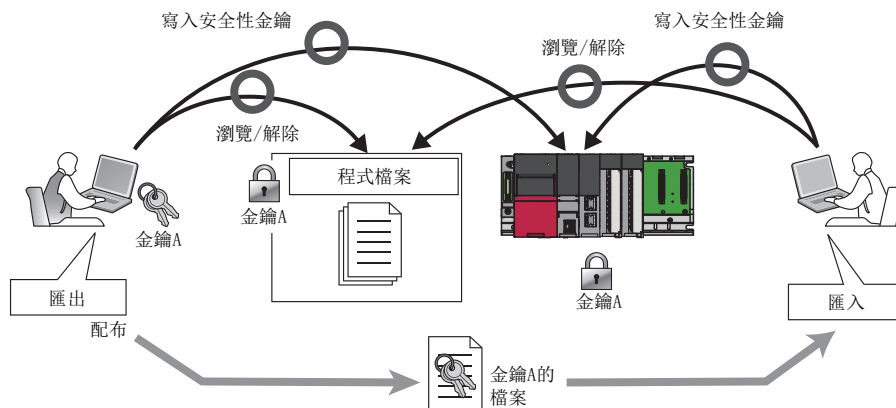 寫入安全性金鑰
寫入安全性金鑰
瀏覽/解除
瀏覽/解除
程式檔案
金鑰A
金鑰A
金鑰A
匯出
匯入
配布
金鑰A的
檔案